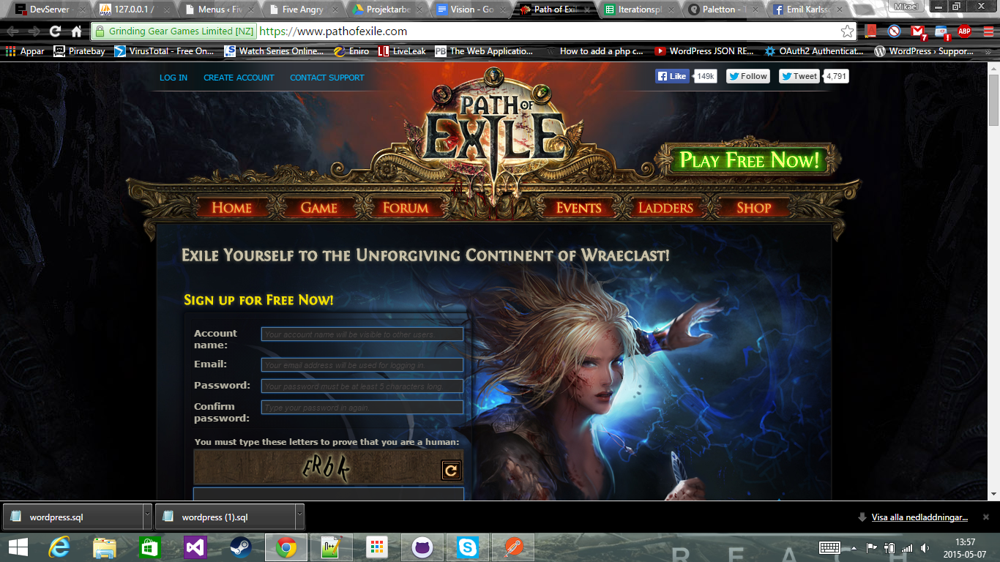 DevServer -
127.0.0.1 /
Menus ‹ Fiv
Five Angry
Projektarbe
Vision - Go
Path of Exil
Iterationspl
Paletton - T
Emil Karlsso
Mikael
Grinding Gear Games Limited [NZ]
https://www.pathofexile.com
7
1
ABP
Appar
Piratebay
VirusTotal - Free On...
Watch Series Online...
Eniro
LiveLeak
PB
The Web Applicatio...
How to add a php c...
WordPress JSON RE...
OAuth2 Authenticat...
WordPress › Suppor...
»
LOG IN
CREATE ACCOUNT
CONTACT SUPPORT
Like
149k
Follow
Tweet
4,791
PATH OF
EXILE
PLAY FREE NOW!
HOME
GAME
FORUM
EVENTS
LADDERS
SHOP
EXILE YOURSELF TO THE UNFORGIVING CONTINENT OF WRAECLAST!
SIGN UP FOR FREE NOW!
Account name:
Your account name will be visible to other users.
Email:
Your email address will be used for logging in.
Password:
Your password must be at least 5 characters long.
Confirm password:
Type your password in again.
You must type these letters to prove that you are a human:
ERbk
wordpress.sql
wordpress (1).sql
Visa alla nedladdningar...
R E A C H
13:57
2015-05-07